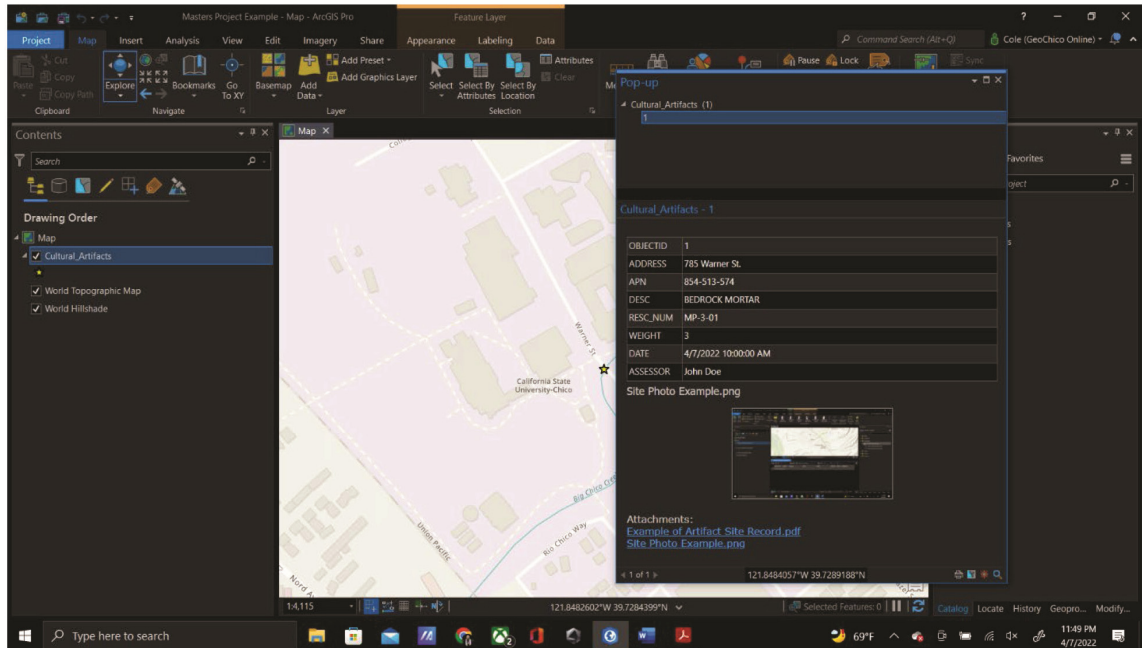 Masters Project Example - Map - ArcGIS Pro
Feature Layer
? — X
Project Map Insert Analysis View Edit Imagery Share Appearance Labeling Data
Command Search (Alt+Q)
Cole (GeoChico Online)
Paste
Cut
Copy
Copy Path
Clipboard
Explore
Bookmarks
Go To XY
Navigate
Basemap
Add Data
Add Preset
Add Graphics Layer
Layer
Select
Select By Attributes
Select By Location
Attributes
Clear
Selection
Pause
Lock
Sync
Contents
Search
Drawing Order
Map
Cultural_Artifacts
World Topographic Map
World Hillshade
Map X
Warner St
California State
University-Chico
Big Chico Cre
Rio Chico Way
Union Pacific
Nord A
Pop-up
Cultural_Artifacts (1)
1
Cultural_Artifacts - 1
OBJECTID 1
ADDRESS 785 Warner St.
APN 854-513-574
DESC BEDROCK MORTAR
RESC_NUM MP-3-01
WEIGHT 3
DATE 4/7/2022 10:00:00 AM
ASSESSOR John Doe
Site Photo Example.png
Attachments:
Example of Artifact Site Record.pdf
Site Photo Example.png
1 of 1
121.8484057°W 39.7289188°N
Favorites
1:4,115
121.8482602°W 39.7284399°N
Selected Features: 0
Catalog Locate History Geopro... Modify...
Type here to search
69°F
11:49 PM
4/7/2022